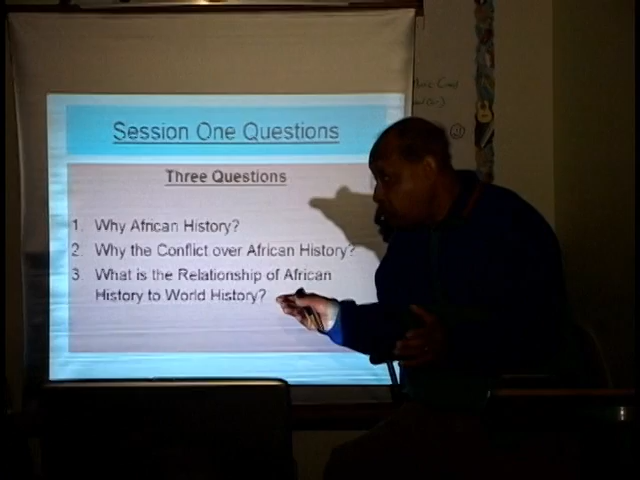 Session One Questions
Three Questions
1. Why African History?
2. Why the Conflict over African History?
3. What is the Relationship of African
History to World History?